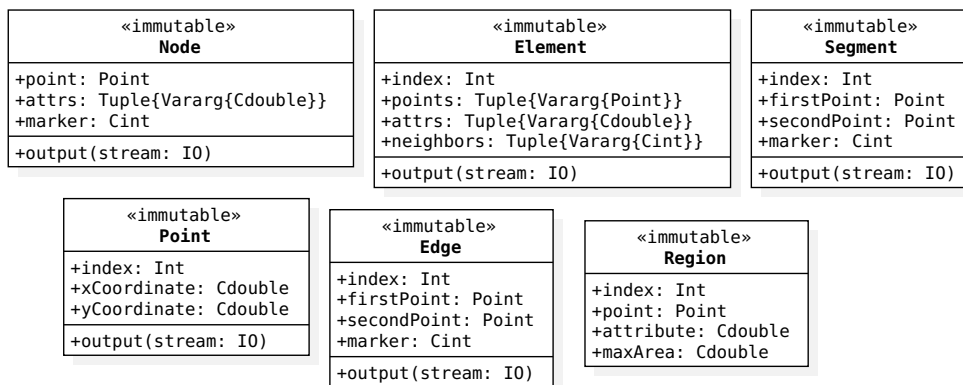 «immutable»
Node
+point: Point
+attrs: Tuple{Vararg{Cdouble}}
+marker: Cint
+output(stream: IO)
«immutable»
Element
+index: Int
+points: Tuple{Vararg{Point}}
+attrs: Tuple{Vararg{Cdouble}}
+neighbors: Tuple{Vararg{Cint}}
+output(stream: IO)
«immutable»
Segment
+index: Int
+firstPoint: Point
+secondPoint: Point
+marker: Cint
+output(stream: IO)
«immutable»
Point
+index: Int
+xCoordinate: Cdouble
+yCoordinate: Cdouble
+output(stream: IO)
«immutable»
Edge
+index: Int
+firstPoint: Point
+secondPoint: Point
+marker: Cint
+output(stream: IO)
«immutable»
Region
+index: Int
+point: Point
+attribute: Cdouble
+maxArea: Cdouble